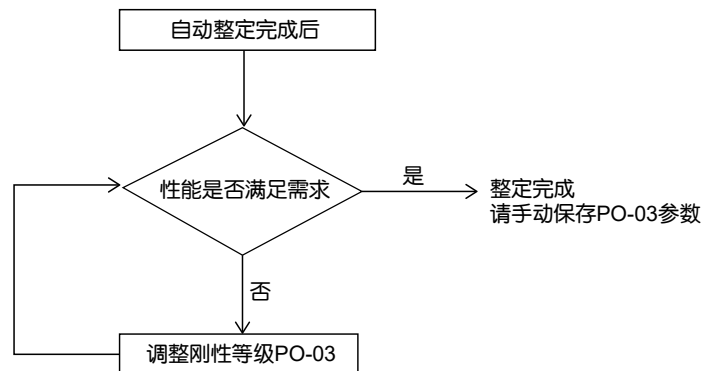 自动整定完成后
性能是否满足需求
是
整定完成
请手动保存PO-03参数
否
调整刚性等级PO-03